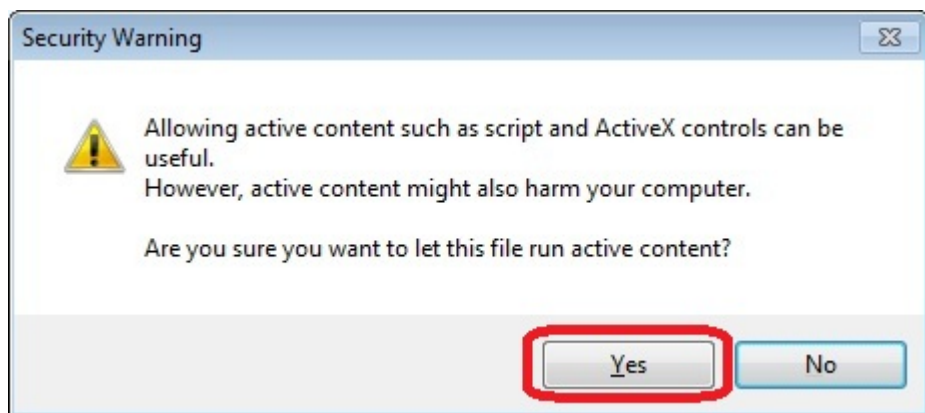 Security Warning
Allowing active content such as script and ActiveX controls can be
useful.
However, active content might also harm your computer.
Are you sure you want to let this file run active content?
Yes No